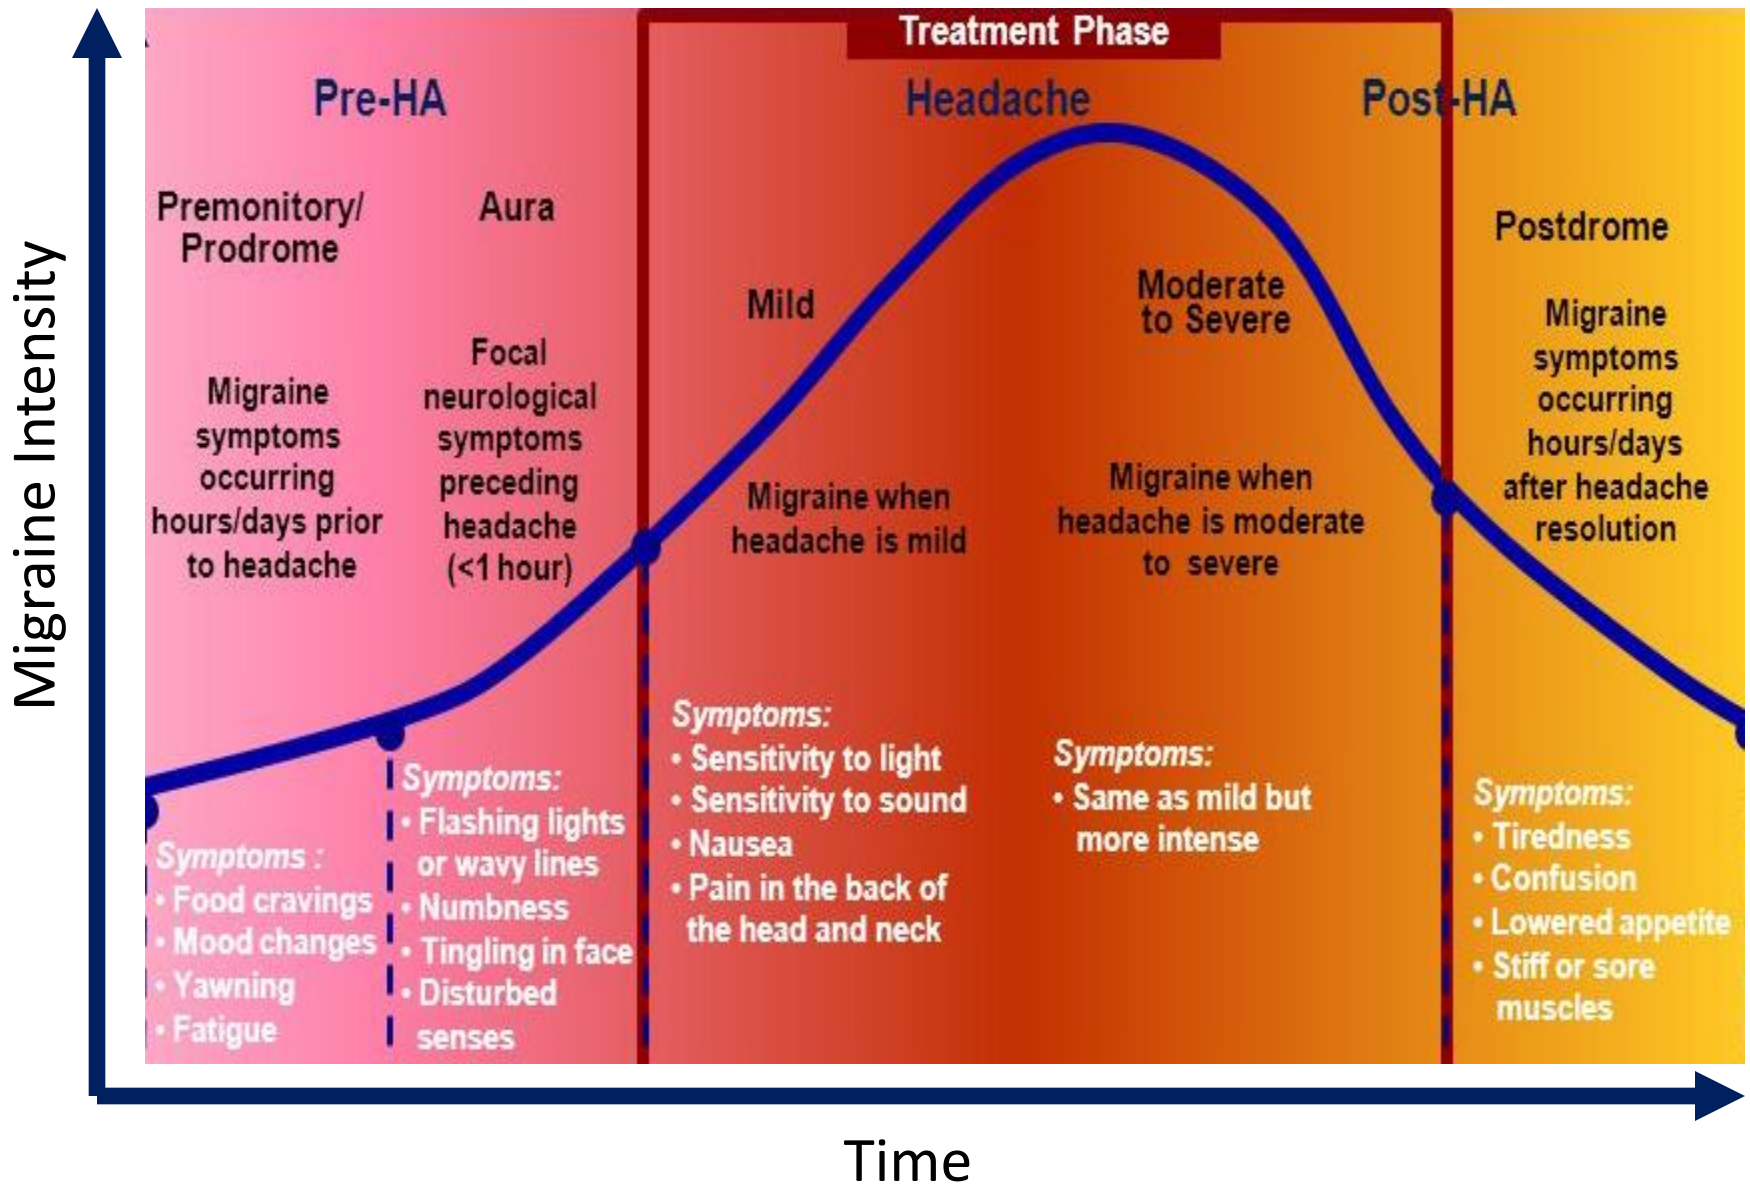 Treatment Phase
Pre-HA
Headache
Post-HA
Premonitory/
Prodrome
Migraine
symptoms
occurring
hours/days prior
to headache
Symptoms :
• Food cravings
• Mood changes
• Yawning
• Fatigue
Aura
Focal
neurological
symptoms
preceding
headache
(<1 hour)
Symptoms:
• Flashing lights
or wavy lines
• Numbness
• Tingling in face
• Disturbed
senses
Mild
Migraine when
headache is mild
Symptoms:
• Sensitivity to light
• Sensitivity to sound
• Nausea
• Pain in the back of
the head and neck
Moderate
to Severe
Migraine when
headache is moderate
to severe
Symptoms:
• Same as mild but
more intense
Postdrome
Migraine
symptoms
occurring
hours/days
after headache
resolution
Symptoms:
• Tiredness
• Confusion
• Lowered appetite
• Stiff or sore
muscles
Migraine Intensity
Time